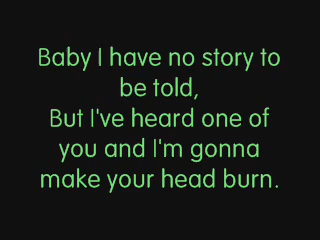 Baby I have no story to
be told,
But I've heard one of
you and I'm gonna
make your head burn.